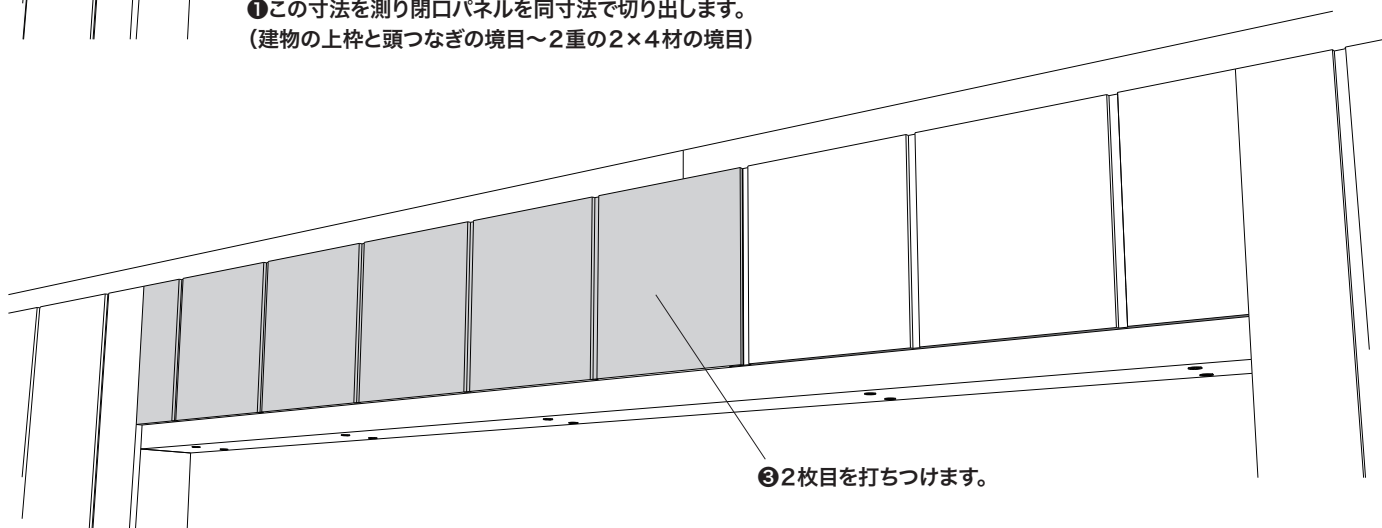 ❶この寸法を測り閉口パネルを同寸法で切り出します。
（建物の上枠と頭つなぎの境目～2重の2×4材の境目）
❸2枚目を打ちつけます。